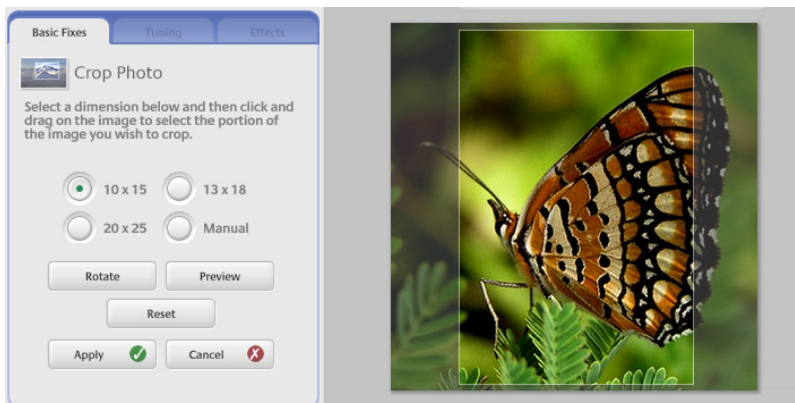 Basic Fixes Tuning Effects
Crop Photo
Select a dimension below and then click and
drag on the image to select the portion of
the image you wish to crop.
10 x 15 13 x 18
20 x 25 Manual
Rotate Preview
Reset
Apply Cancel